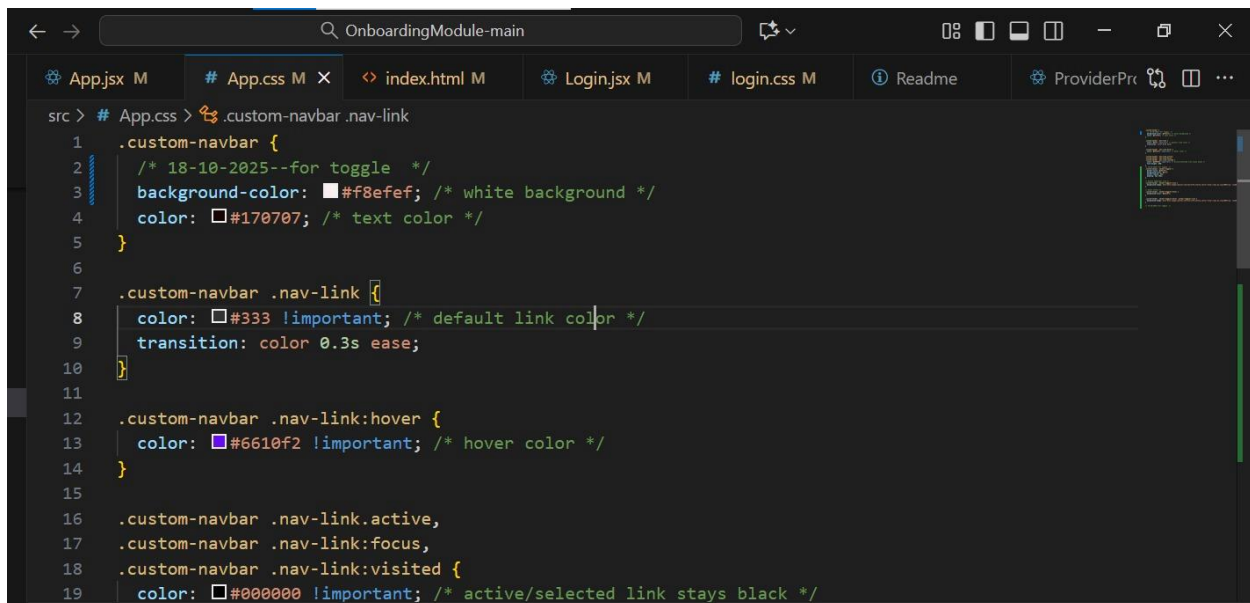 OnboardingModule-main
App.jsx M # App.css M index.html M Login.jsx M # login.css M Readme ProviderPr
src > # App.css > .custom-navbar .nav-link
1 .custom-navbar {
2 /* 18-10-2025--for toggle */
3 background-color: #f8efef; /* white background */
4 color: #170707; /* text color */
5 }
6
7 .custom-navbar .nav-link {
8 color: #333 !important; /* default link color */
9 transition: color 0.3s ease;
10 }
11
12 .custom-navbar .nav-link:hover {
13 color: #6610f2 !important; /* hover color */
14 }
15
16 .custom-navbar .nav-link.active,
17 .custom-navbar .nav-link:focus,
18 .custom-navbar .nav-link:visited {
19 color: #000000 !important; /* active/selected link stays black */